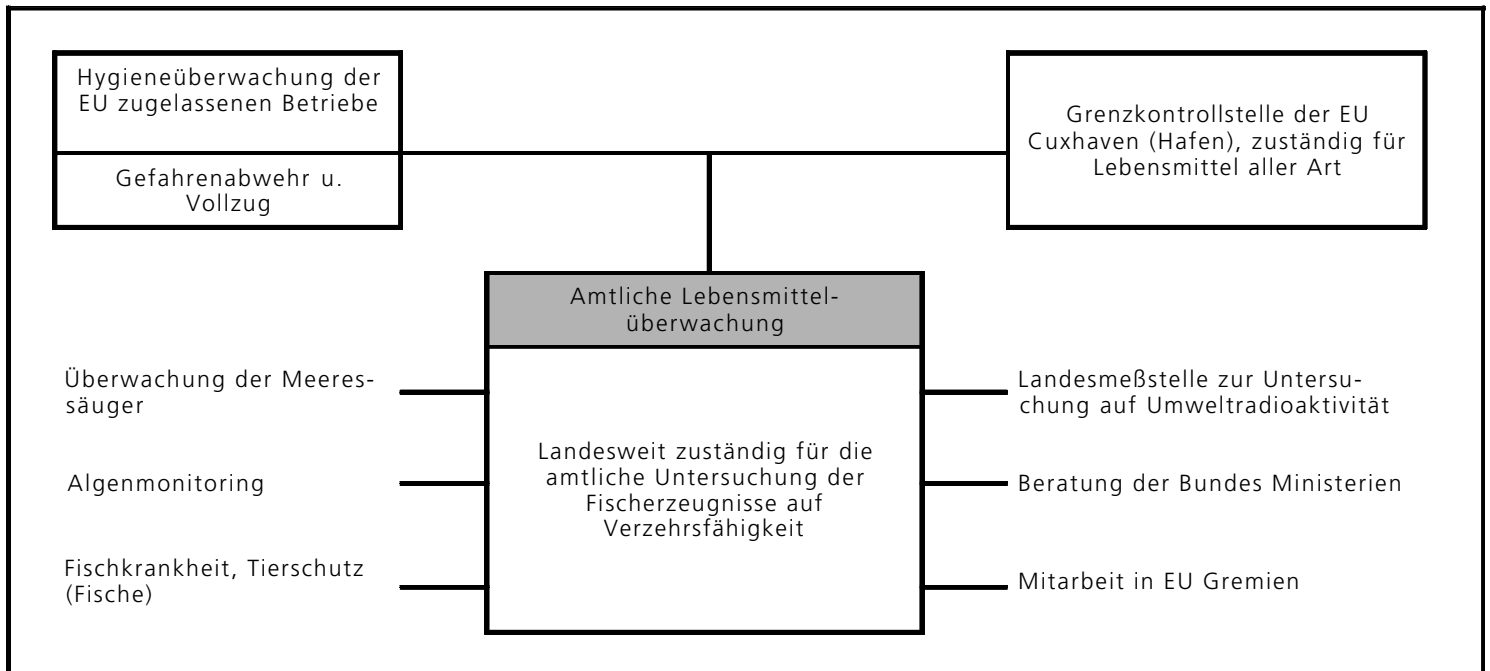 Hygieneüberwachung der
EU zugelassenen Betriebe
Gefahrenabwehr u.
Vollzug
Grenzkontrollstelle der EU
Cuxhaven (Hafen), zuständig für
Lebensmittel aller Art
Amtliche Lebensmittel-
überwachung
Landesweit zuständig für die
amtliche Untersuchung der
Fischerzeugnisse auf
Verzehrsfähigkeit
Überwachung der Meeres-
säuger
Algenmonitoring
Fischkrankheit, Tierschutz
(Fische)
Landesmeßstelle zur Untersu-
chung auf Umweltradioaktivität
Beratung der Bundes Ministerien
Mitarbeit in EU Gremien